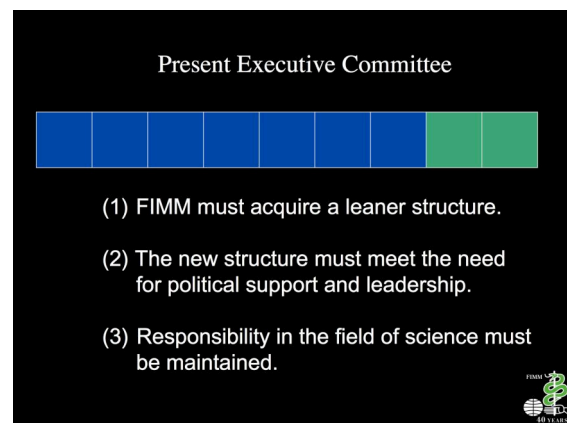 Present Executive Committee
(1) FIMM must acquire a leaner structure.
(2) The new structure must meet the need
for political support and leadership.
(3) Responsibility in the field of science must
be maintained.
FIMM
40 YEARS